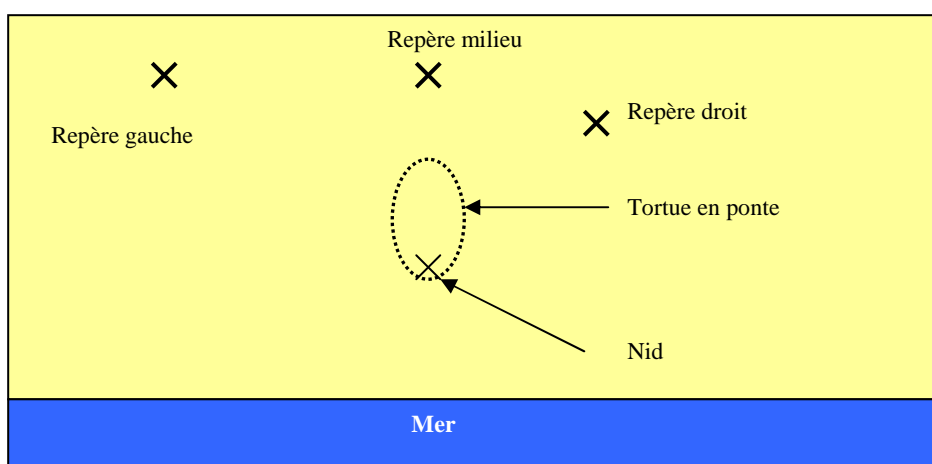 Repère milieu
Repère droit
Repère gauche
Tortue en ponte
Nid
Mer